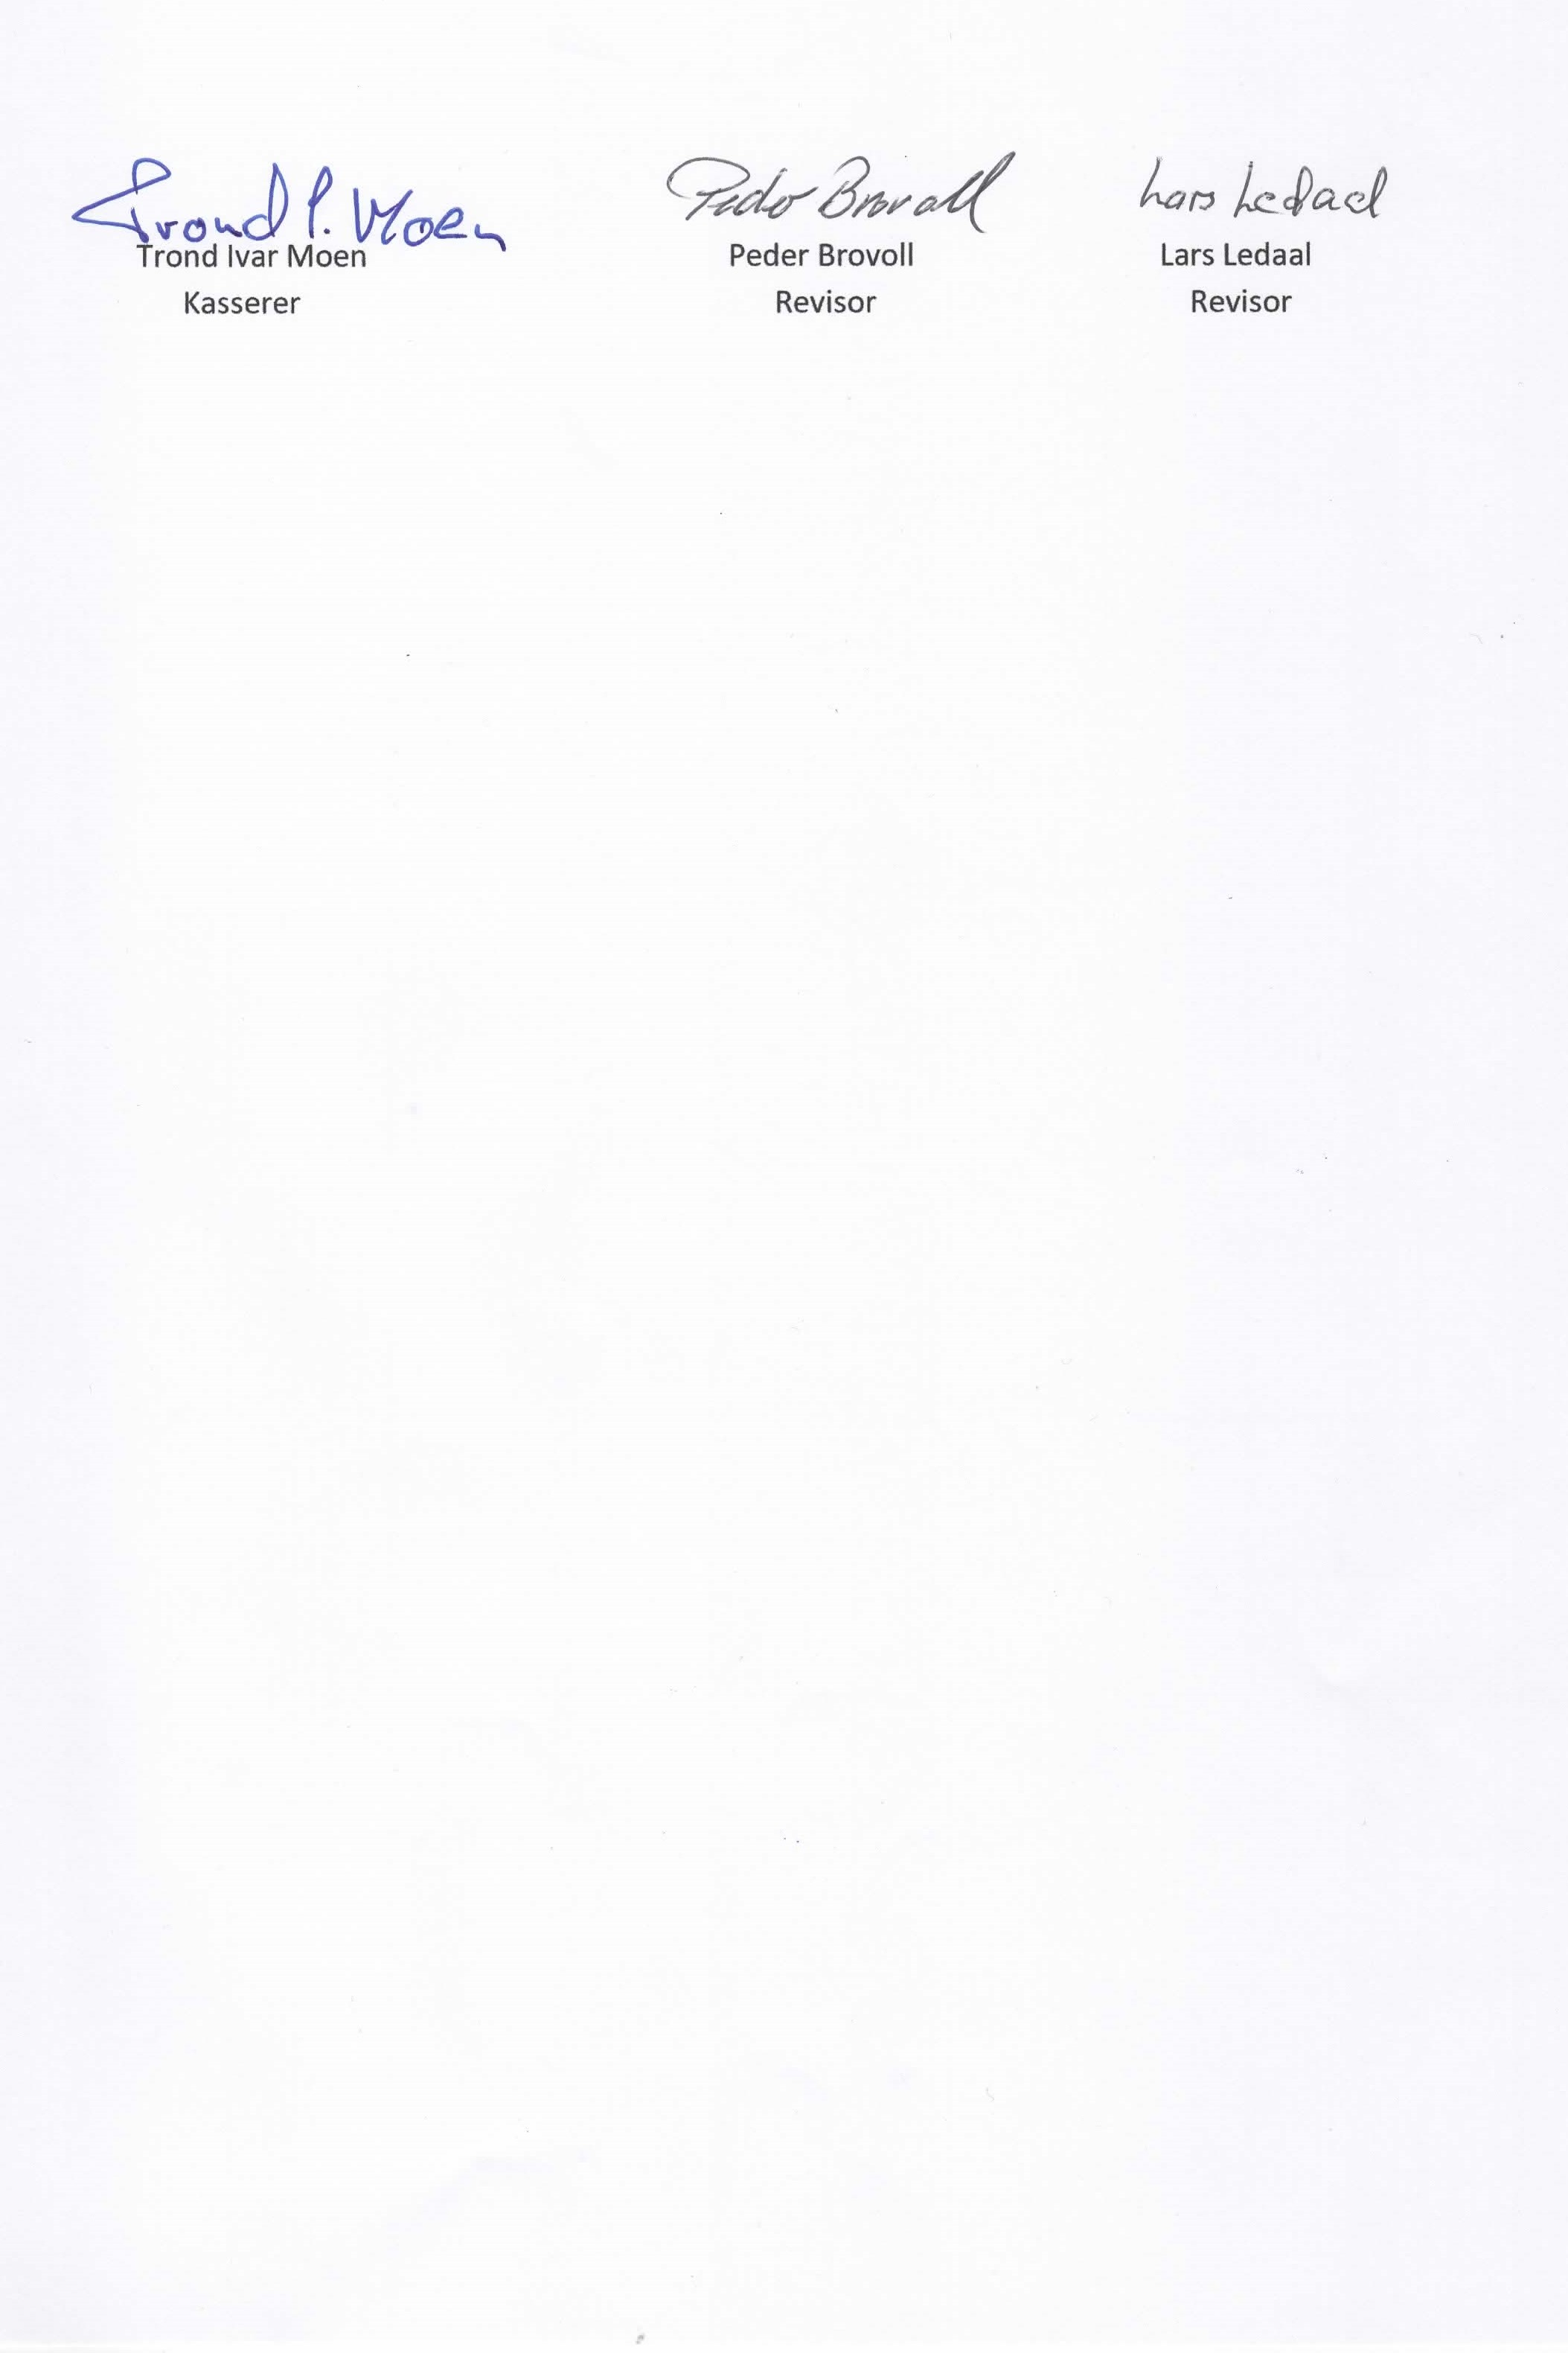 Trond I. Moen Peder Brovoll Lars Ledaal
Trond Ivar Moen Peder Brovoll Lars Ledaal
Kasserer Revisor Revisor